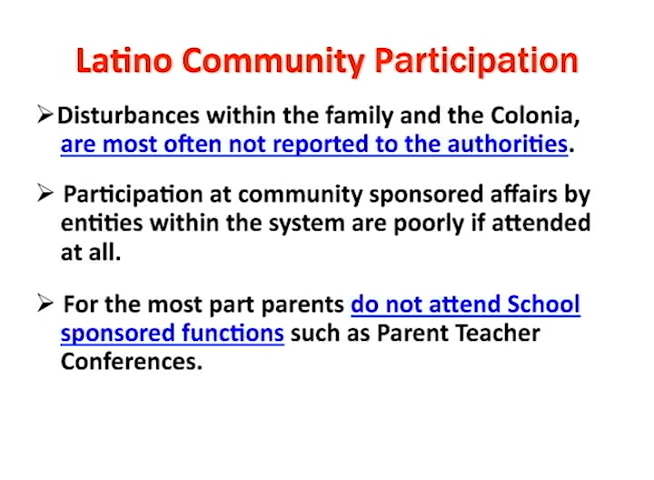 Latino Community Participation
➢Disturbances within the family and the Colonia,
are most often not reported to the authorities.
➢ Participation at community sponsored affairs by
entities within the system are poorly if attended
at all.
➢ For the most part parents do not attend School
sponsored functions such as Parent Teacher
Conferences.